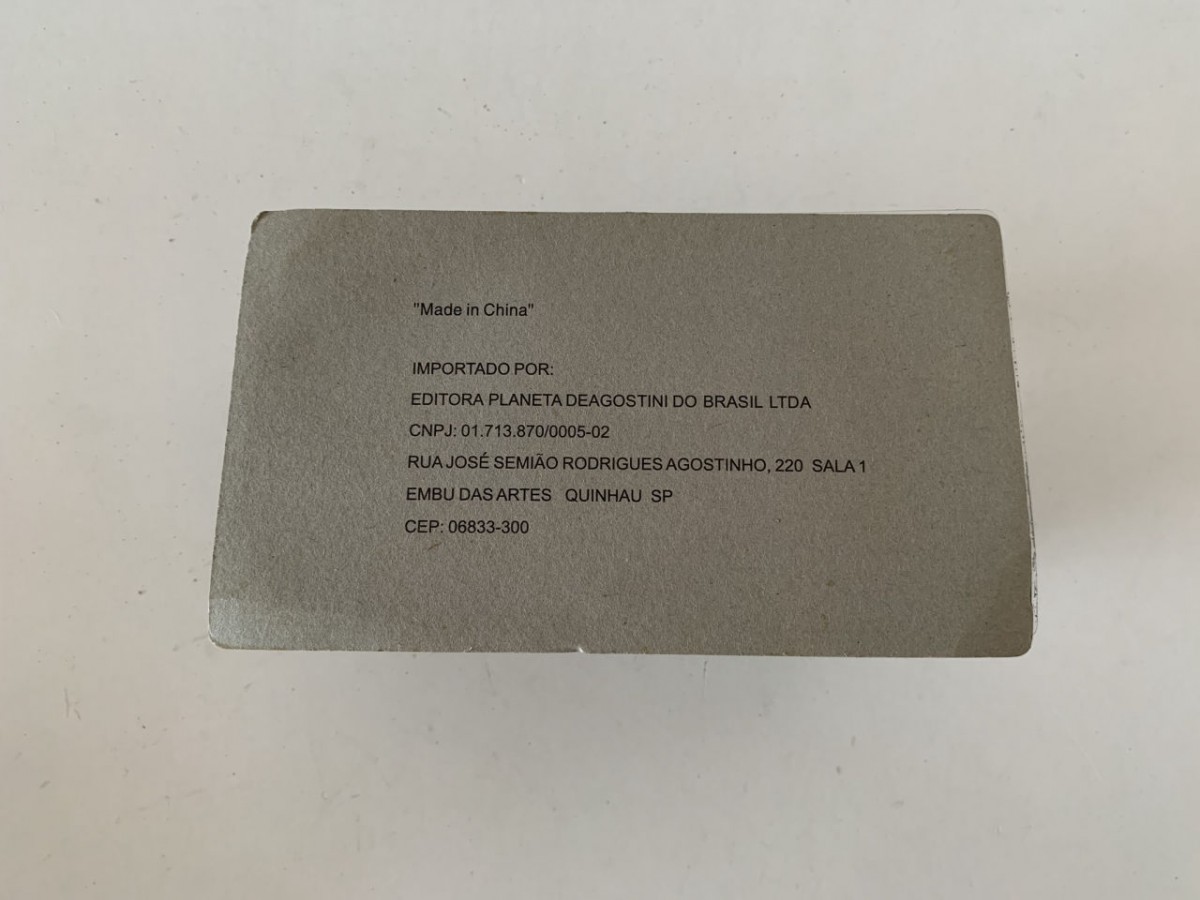 "Made in China"
IMPORTADO POR:
EDITORA PLANETA DEAGOSTINI DO BRASIL LTDA
CNPJ: 01.713.870/0005-02
RUA JOSÉ SEMIÃO RODRIGUES AGOSTINHO, 220 SALA 1
EMBU DAS ARTES QUINHAU SP
CEP: 06833-300